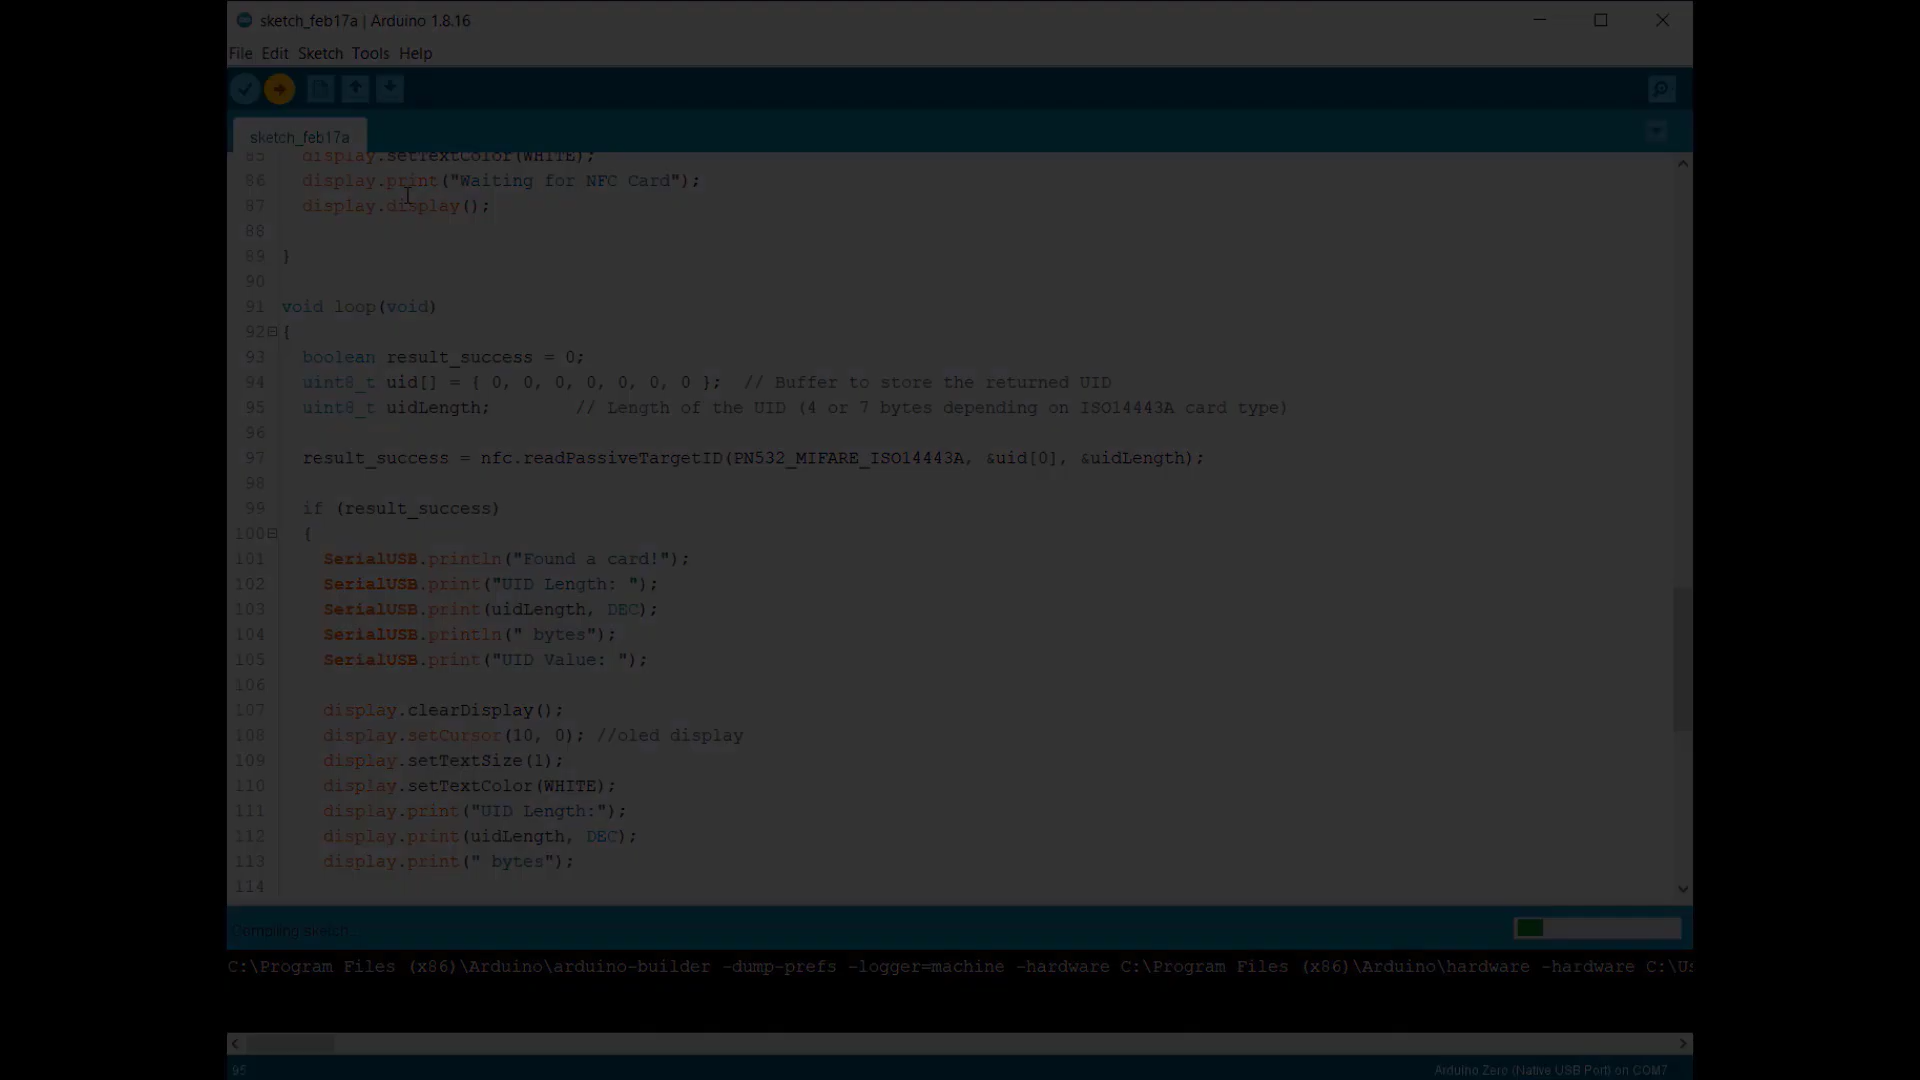 sketch_feb17a | Arduino 1.8.16
File Edit Sketch Tools Help
sketch_feb17a
85   display.setTextColor(WHITE);
86   display.print("Waiting for NFC Card");
87   display.display();
88
89 }
90
91 void loop(void)
92 {
93   boolean result_success = 0;
94   uint8_t uid[] = { 0, 0, 0, 0, 0, 0, 0 };  // Buffer to store the returned UID
95   uint8_t uidLength;        // Length of the UID (4 or 7 bytes depending on ISO14443A card type)
96
97   result_success = nfc.readPassiveTargetID(PN532_MIFARE_ISO14443A, &uid[0], &uidLength);
98
99   if (result_success)
100   {
101     SerialUSB.println("Found a card!");
102     SerialUSB.print("UID Length: ");
103     SerialUSB.print(uidLength, DEC);
104     SerialUSB.println(" bytes");
105     SerialUSB.print("UID Value: ");
106
107     display.clearDisplay();
108     display.setCursor(10, 0); //oled display
109     display.setTextSize(1);
110     display.setTextColor(WHITE);
111     display.print("UID Length:");
112     display.print(uidLength, DEC);
113     display.print(" bytes");
114
Compiling sketch...
C:\Program Files (x86)\Arduino\arduino-builder -dump-prefs -logger=machine -hardware C:\Program Files (x86)\Arduino\hardware -hardware C:\Us
95
Arduino Zero (Native USB Port) on COM7